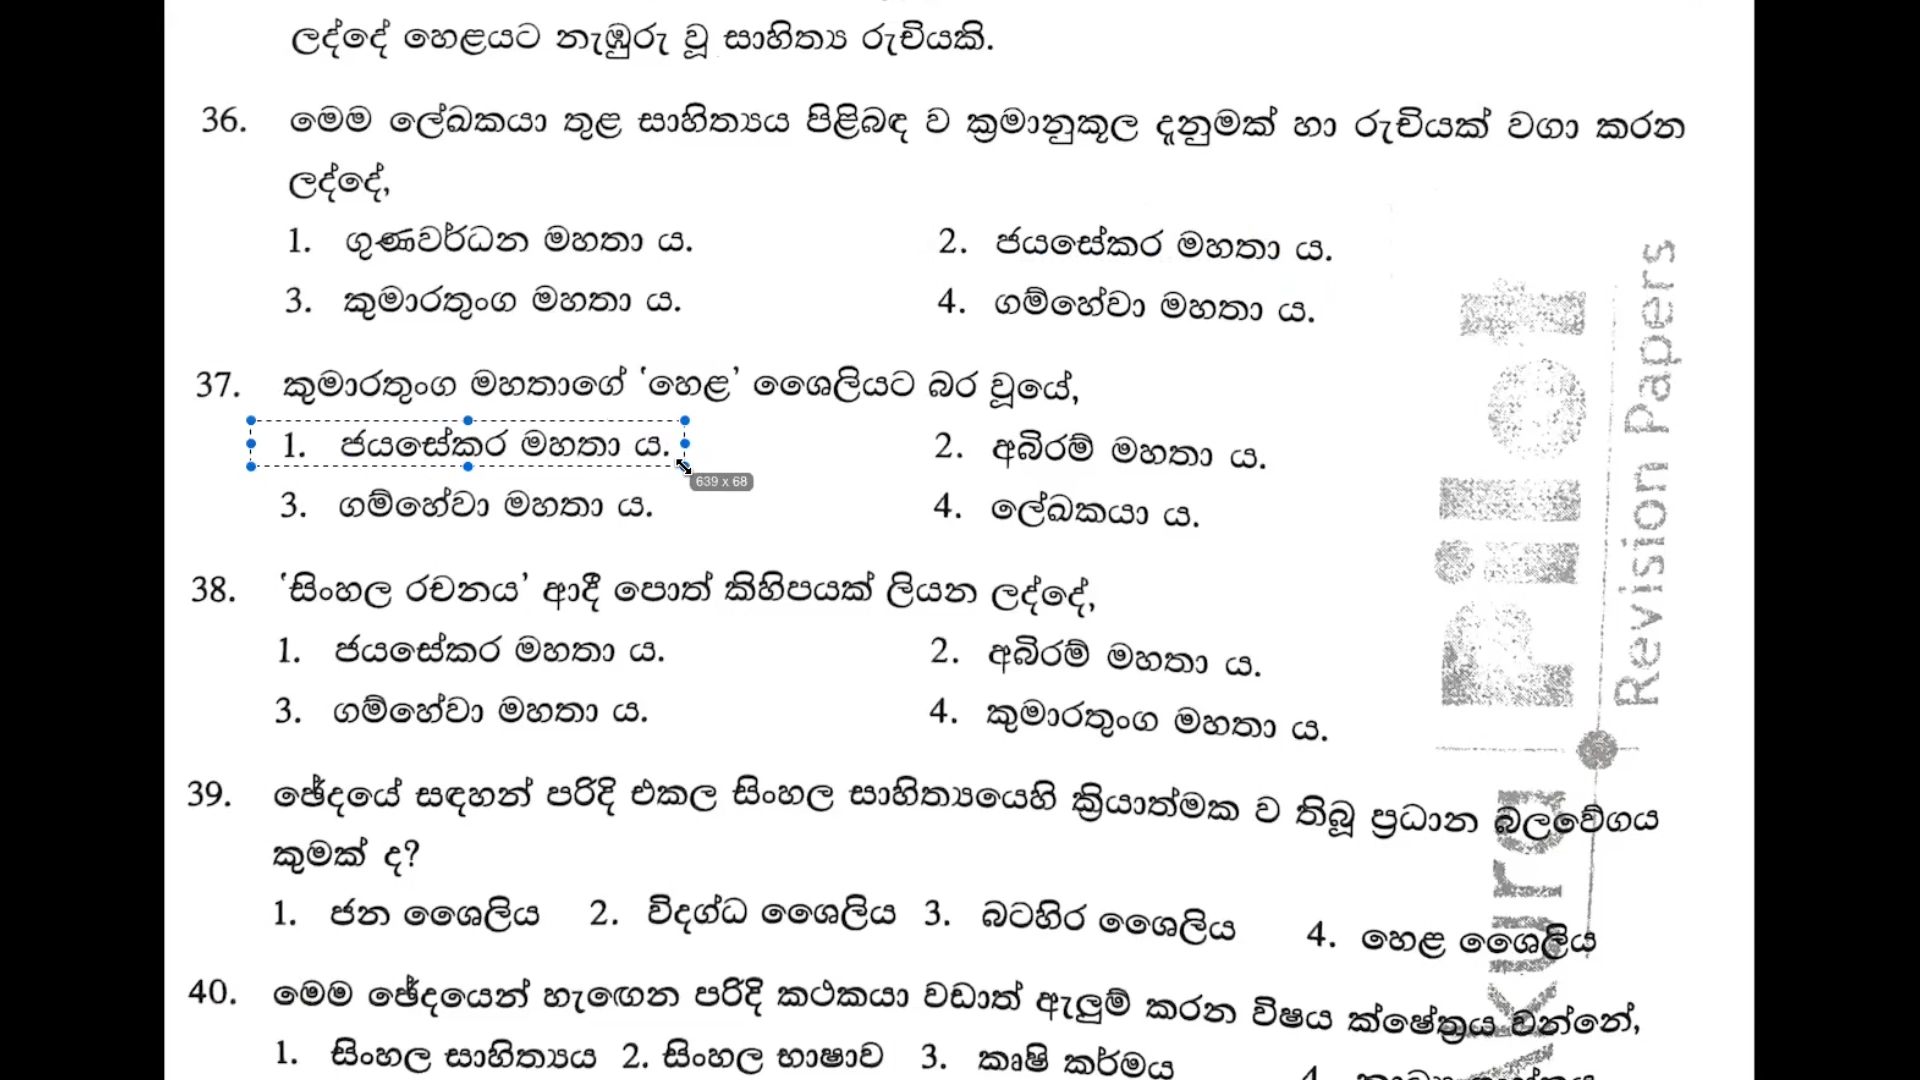 ලද්දේ හෙළයට නැඹුරු වූ සාහිත්‍ය රුචියකි.
36. මෙම ලේඛකයා තුළ සාහිත්‍යය පිළිබඳ ව ක්‍රමානුකූල දැනුමක් හා රුචියක් වගා කරන
ලද්දේ,
1. ගුණවර්ධන මහතා ය. 2. ජයසේකර මහතා ය.
3. කුමාරතුංග මහතා ය. 4. ගම්හේවා මහතා ය.
37. කුමාරතුංග මහතාගේ 'හෙළ' ශෛලියට බර වූයේ,
1. ජයසේකර මහතා ය. 2. අබිරම් මහතා ය.
639 x 68
3. ගම්හේවා මහතා ය. 4. ලේඛකයා ය.
38. 'සිංහල රචනය' ආදී පොත් කිහිපයක් ලියන ලද්දේ,
1. ජයසේකර මහතා ය. 2. අබිරම් මහතා ය.
3. ගම්හේවා මහතා ය. 4. කුමාරතුංග මහතා ය.
39. ඡේදයේ සඳහන් පරිදි එකල සිංහල සාහිත්‍යයෙහි ක්‍රියාත්මක ව තිබූ ප්‍රධාන බලවේගය
කුමක් ද?
1. ජන ශෛලිය 2. විදග්ධ ශෛලිය 3. බටහිර ශෛලිය 4. හෙළ ශෛලිය
40. මෙම ඡේදයෙන් හැඟෙන පරිදි කථකයා වඩාත් ඇලුම් කරන විෂය ක්ෂේත්‍රය වන්නේ,
1. සිංහල සාහිත්‍යය 2. සිංහල භාෂාව 3. කෘෂි කර්මය 4.
Pilot
Revision Papers